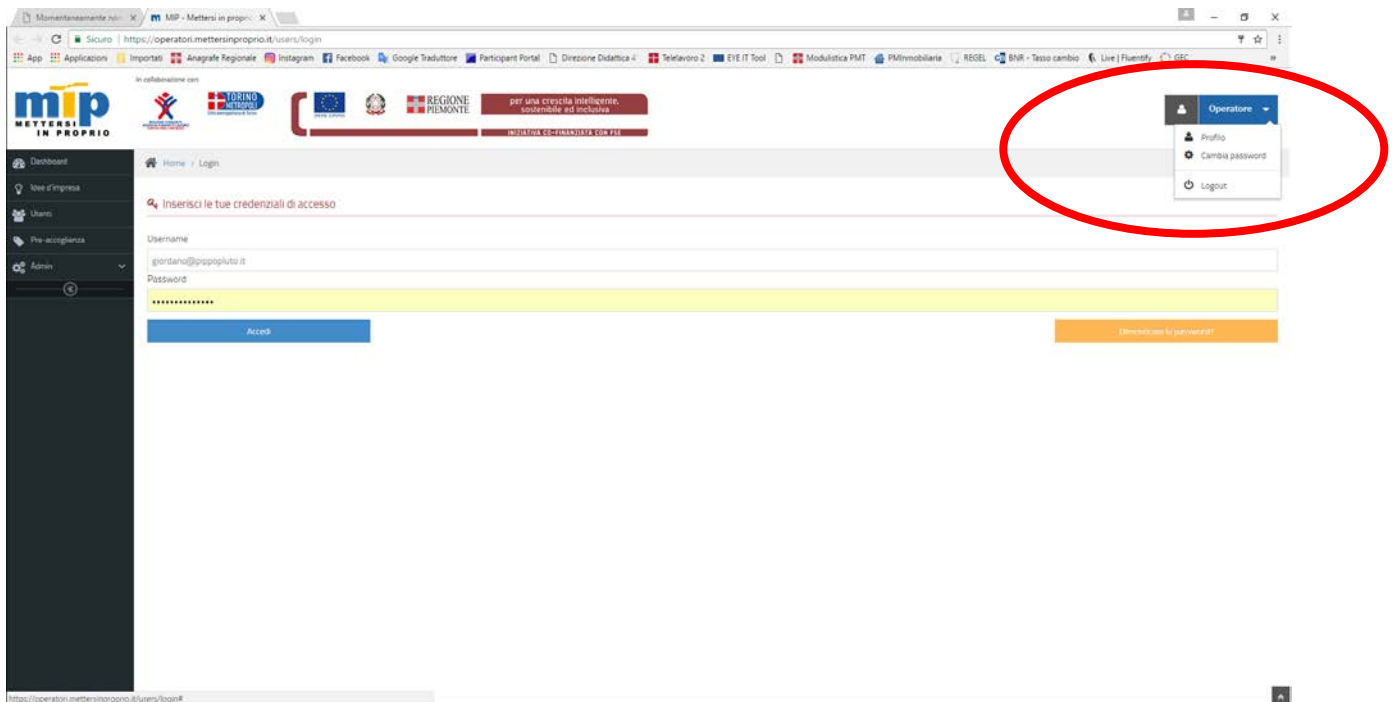 Momentaneamente non
MIP - Mettersi in proprio
Sicuro https://operatori.mettersinproprio.it/users/login
App Applicazioni Importati Anagrafe Regionale Instagram Facebook Google Traduttore Participant Portal Direzione Didattica 4 Telelavoro 2 EYE IT Tool Modulistica PMT PMInmobiliaria REGEL BNR - Tasso cambio Live | Fluentify GEC »
In collaborazione con
mip
METTERSI
IN PROPRIO
TORINO
METROPOLI
REGIONE
PIEMONTE
per una crescita intelligente,
sostenibile ed inclusiva
INIZIATIVA CO-FINANZIATA CON FSE
Operatore
Profilo
Cambia password
Logout
Dashboard
Idee d'impresa
Utenti
Pre-accoglienza
Admin
Home › Login
Inserisci le tue credenziali di accesso
Username
giordano@pippopluto.it
Password
••••••••••••••
Accedi
Dimenticato la password?
https://operatori.mettersinproprio.it/users/login#